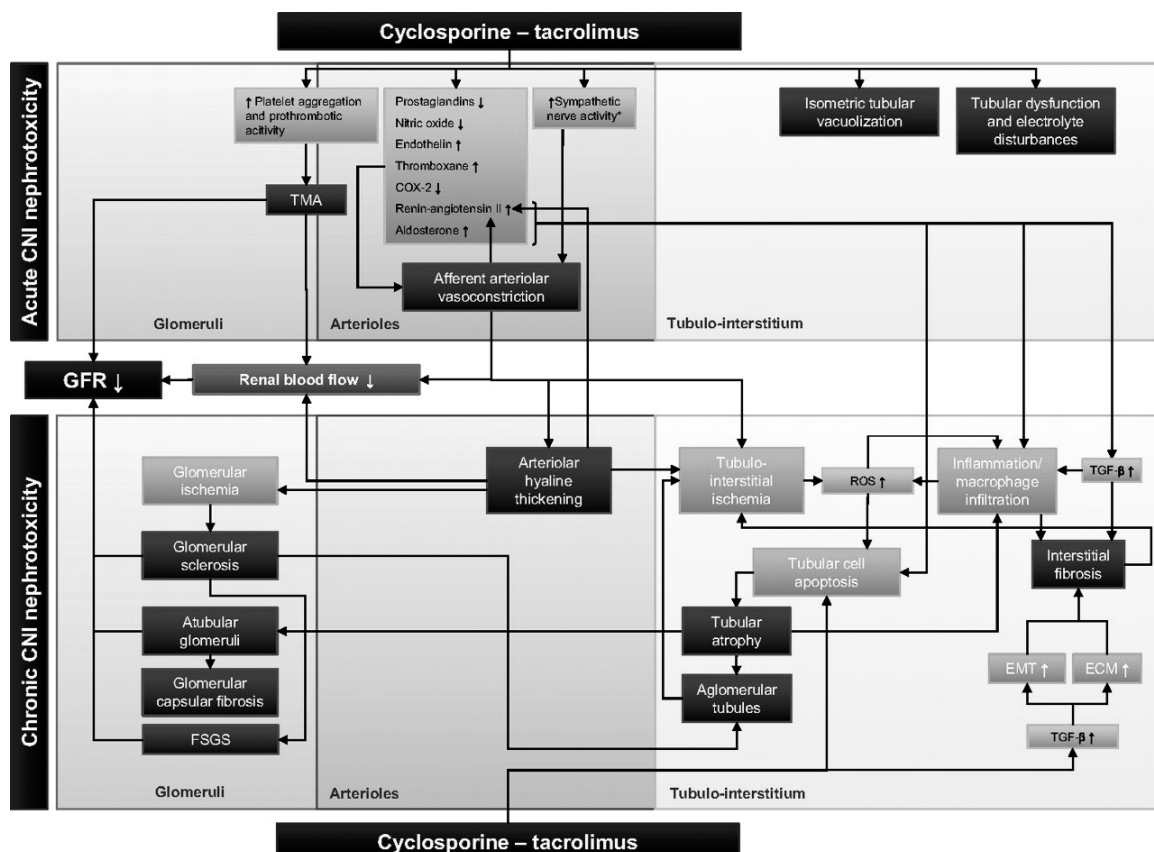 Cyclosporine – tacrolimus
Acute CNI nephrotoxicity
↑ Platelet aggregation
and prothrombotic
acitivity
Prostaglandins ↓
Nitric oxide ↓
Endothelin ↑
Thromboxane ↑
COX-2 ↓
Renin-angiotensin II ↑
Aldosterone ↑
↑Sympathetic
nerve activity*
Isometric tubular
vacuolization
Tubular dysfunction
and electrolyte
disturbances
TMA
Afferent arteriolar
vasoconstriction
Glomeruli
Arterioles
Tubulo-interstitium
GFR ↓
Renal blood flow ↓
Chronic CNI nephrotoxicity
Glomerular
ischemia
Arteriolar
hyaline
thickening
Tubulo-
interstitial
ischemia
ROS ↑
Inflammation/
macrophage
infiltration
TGF-β ↑
Glomerular
sclerosis
Tubular cell
apoptosis
Interstitial
fibrosis
Atubular
glomeruli
Tubular
atrophy
Glomerular
capsular fibrosis
Aglomerular
tubules
EMT ↑
ECM ↑
FSGS
TGF-β ↑
Glomeruli
Arterioles
Tubulo-interstitium
Cyclosporine – tacrolimus